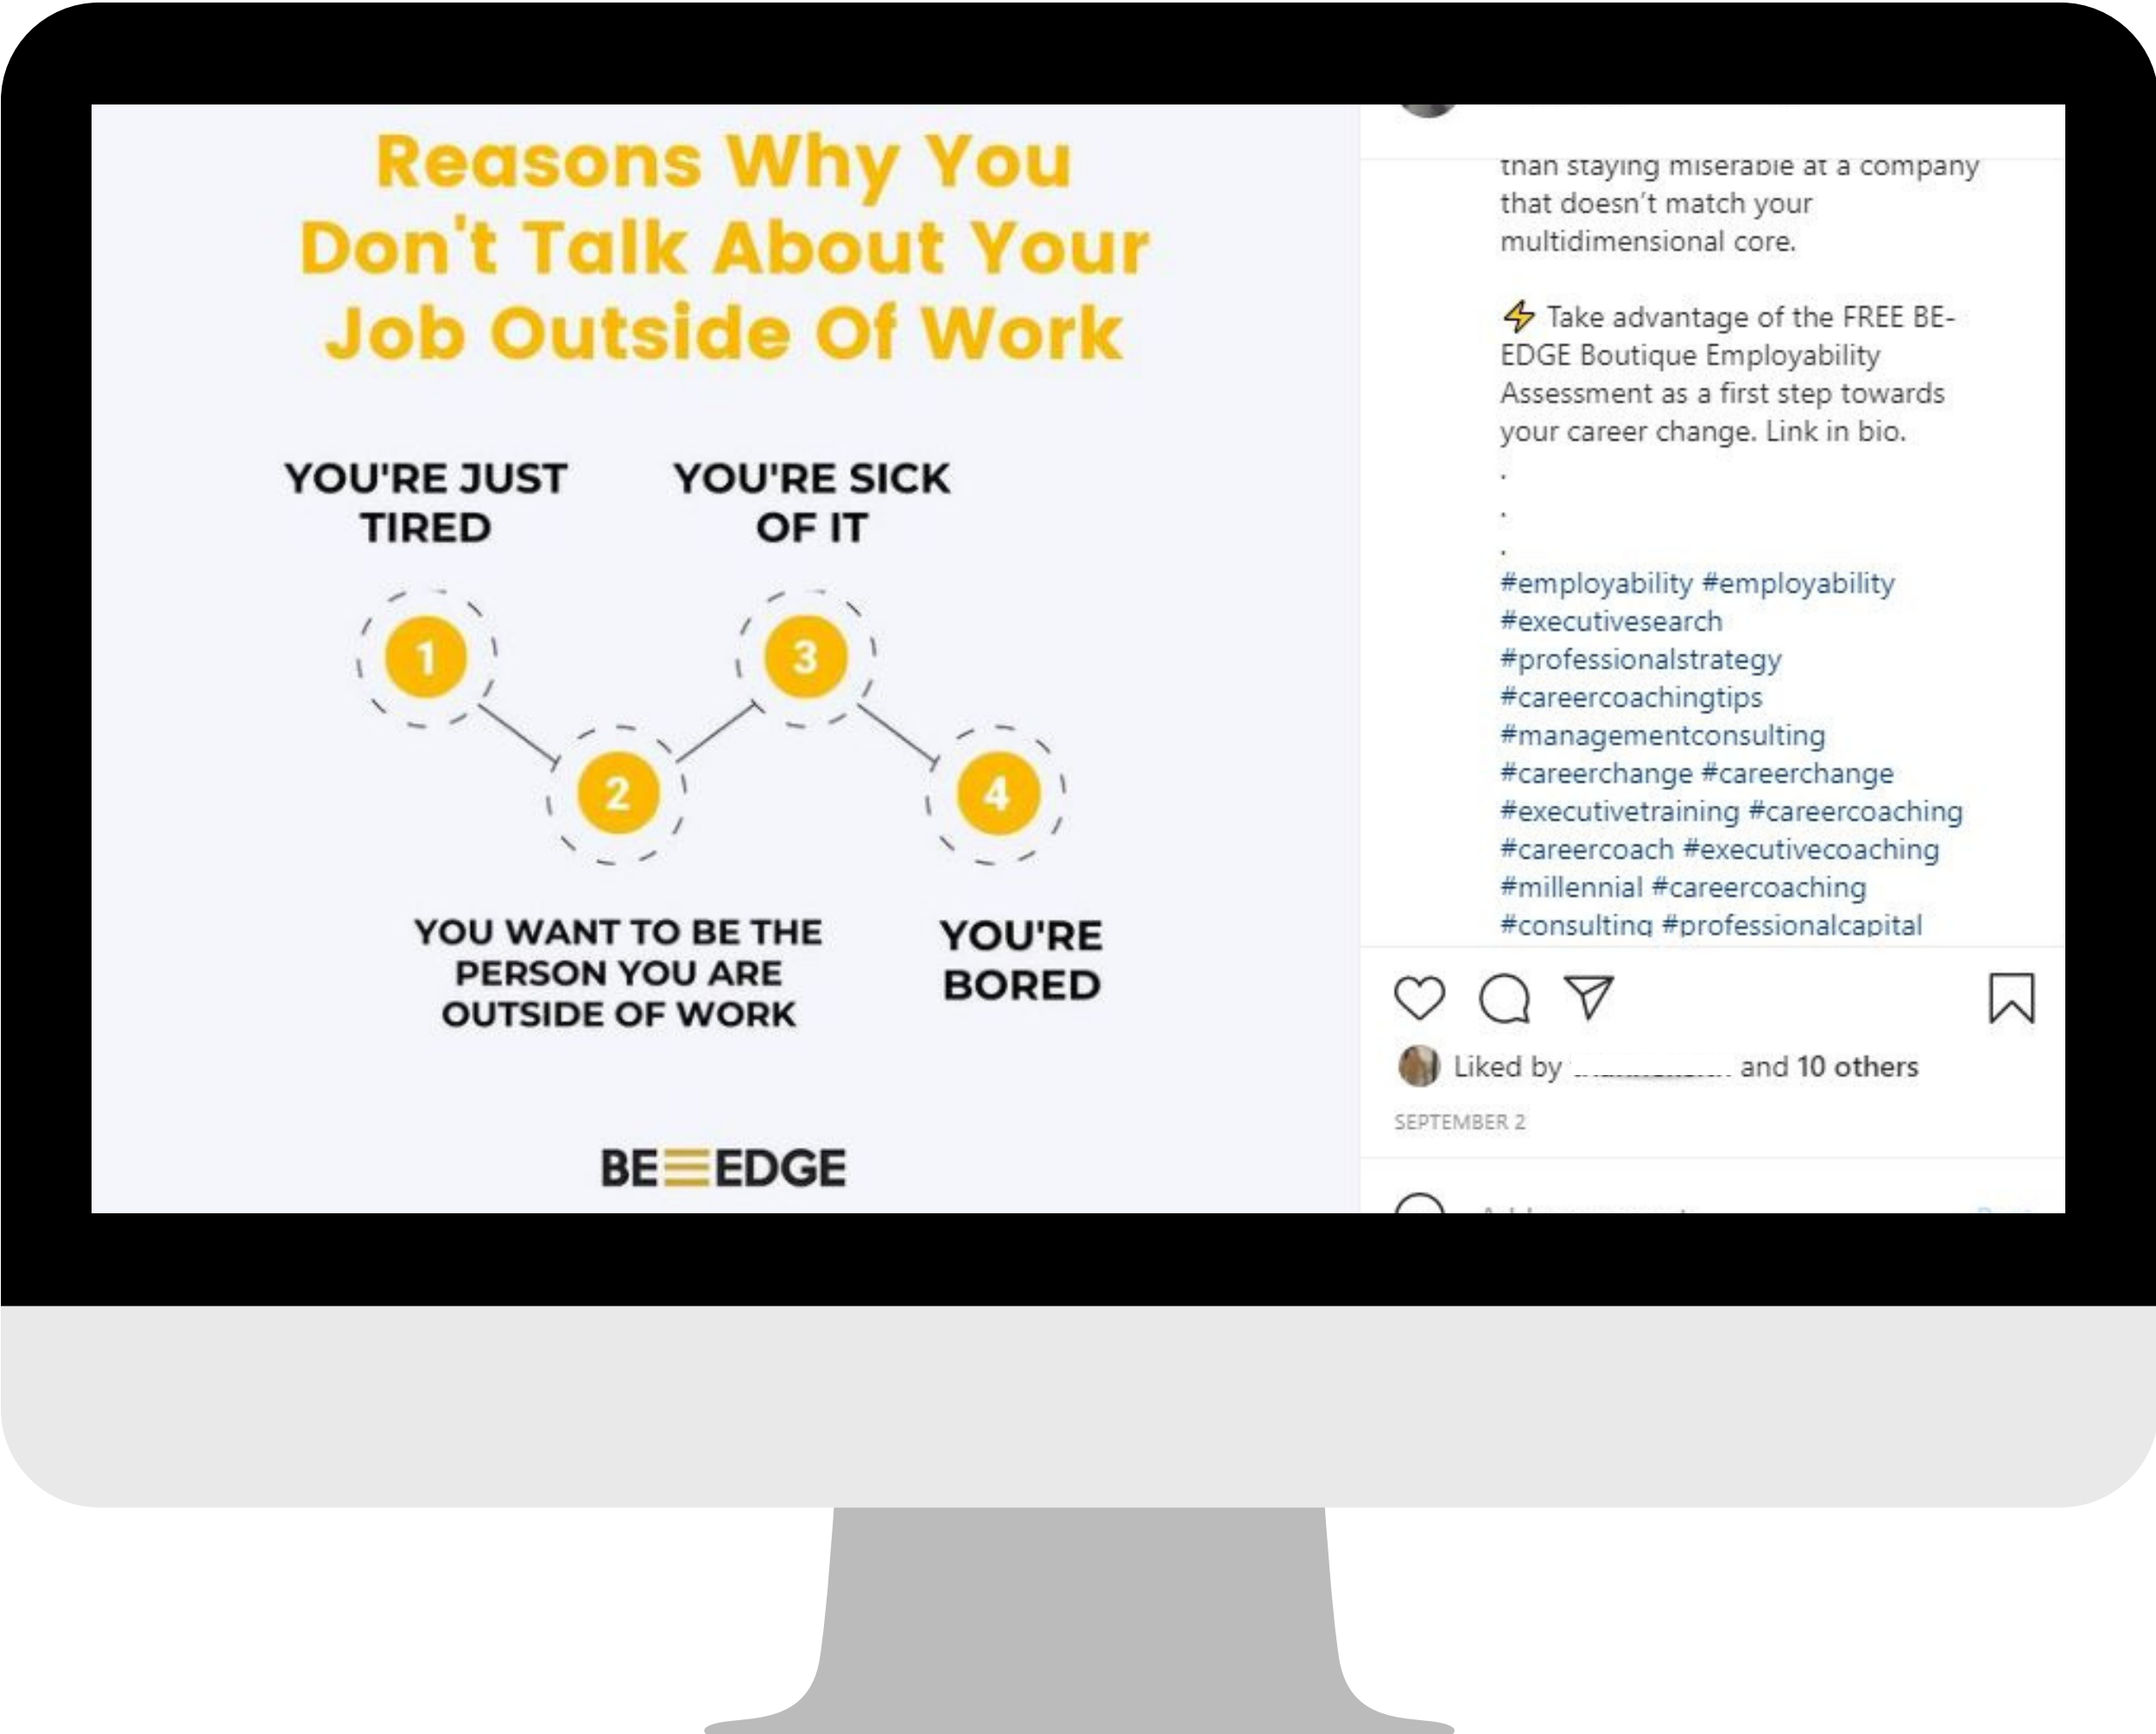 Reasons Why You
Don't Talk About Your
Job Outside Of Work
YOU'RE JUST
TIRED
YOU'RE SICK
OF IT
1
3
2
4
YOU WANT TO BE THE
PERSON YOU ARE
OUTSIDE OF WORK
YOU'RE
BORED
BE EDGE
than staying miserable at a company
that doesn’t match your
multidimensional core.
⚡ Take advantage of the FREE BE-
EDGE Boutique Employability
Assessment as a first step towards
your career change. Link in bio.
.
.
.
#employability #employability
#executivesearch
#professionalstrategy
#careercoachingtips
#managementconsulting
#careerchange #careerchange
#executivetraining #careercoaching
#careercoach #executivecoaching
#millennial #careercoaching
#consulting #professionalcapital
Liked by and 10 others
SEPTEMBER 2